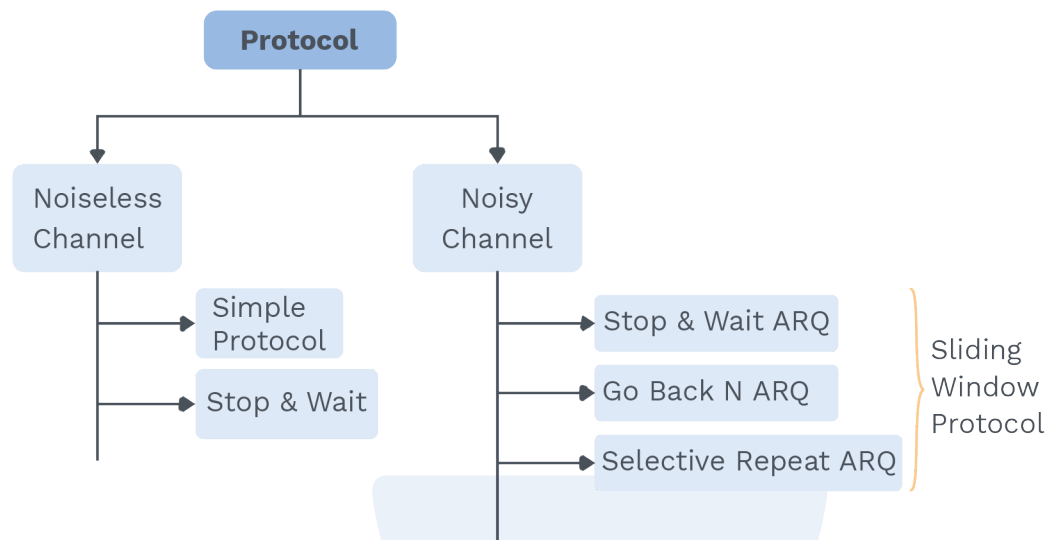 Protocol
Noiseless
Channel
Noisy
Channel
Simple
Protocol
Stop & Wait
Stop & Wait ARQ
Go Back N ARQ
Selective Repeat ARQ
Sliding
Window
Protocol